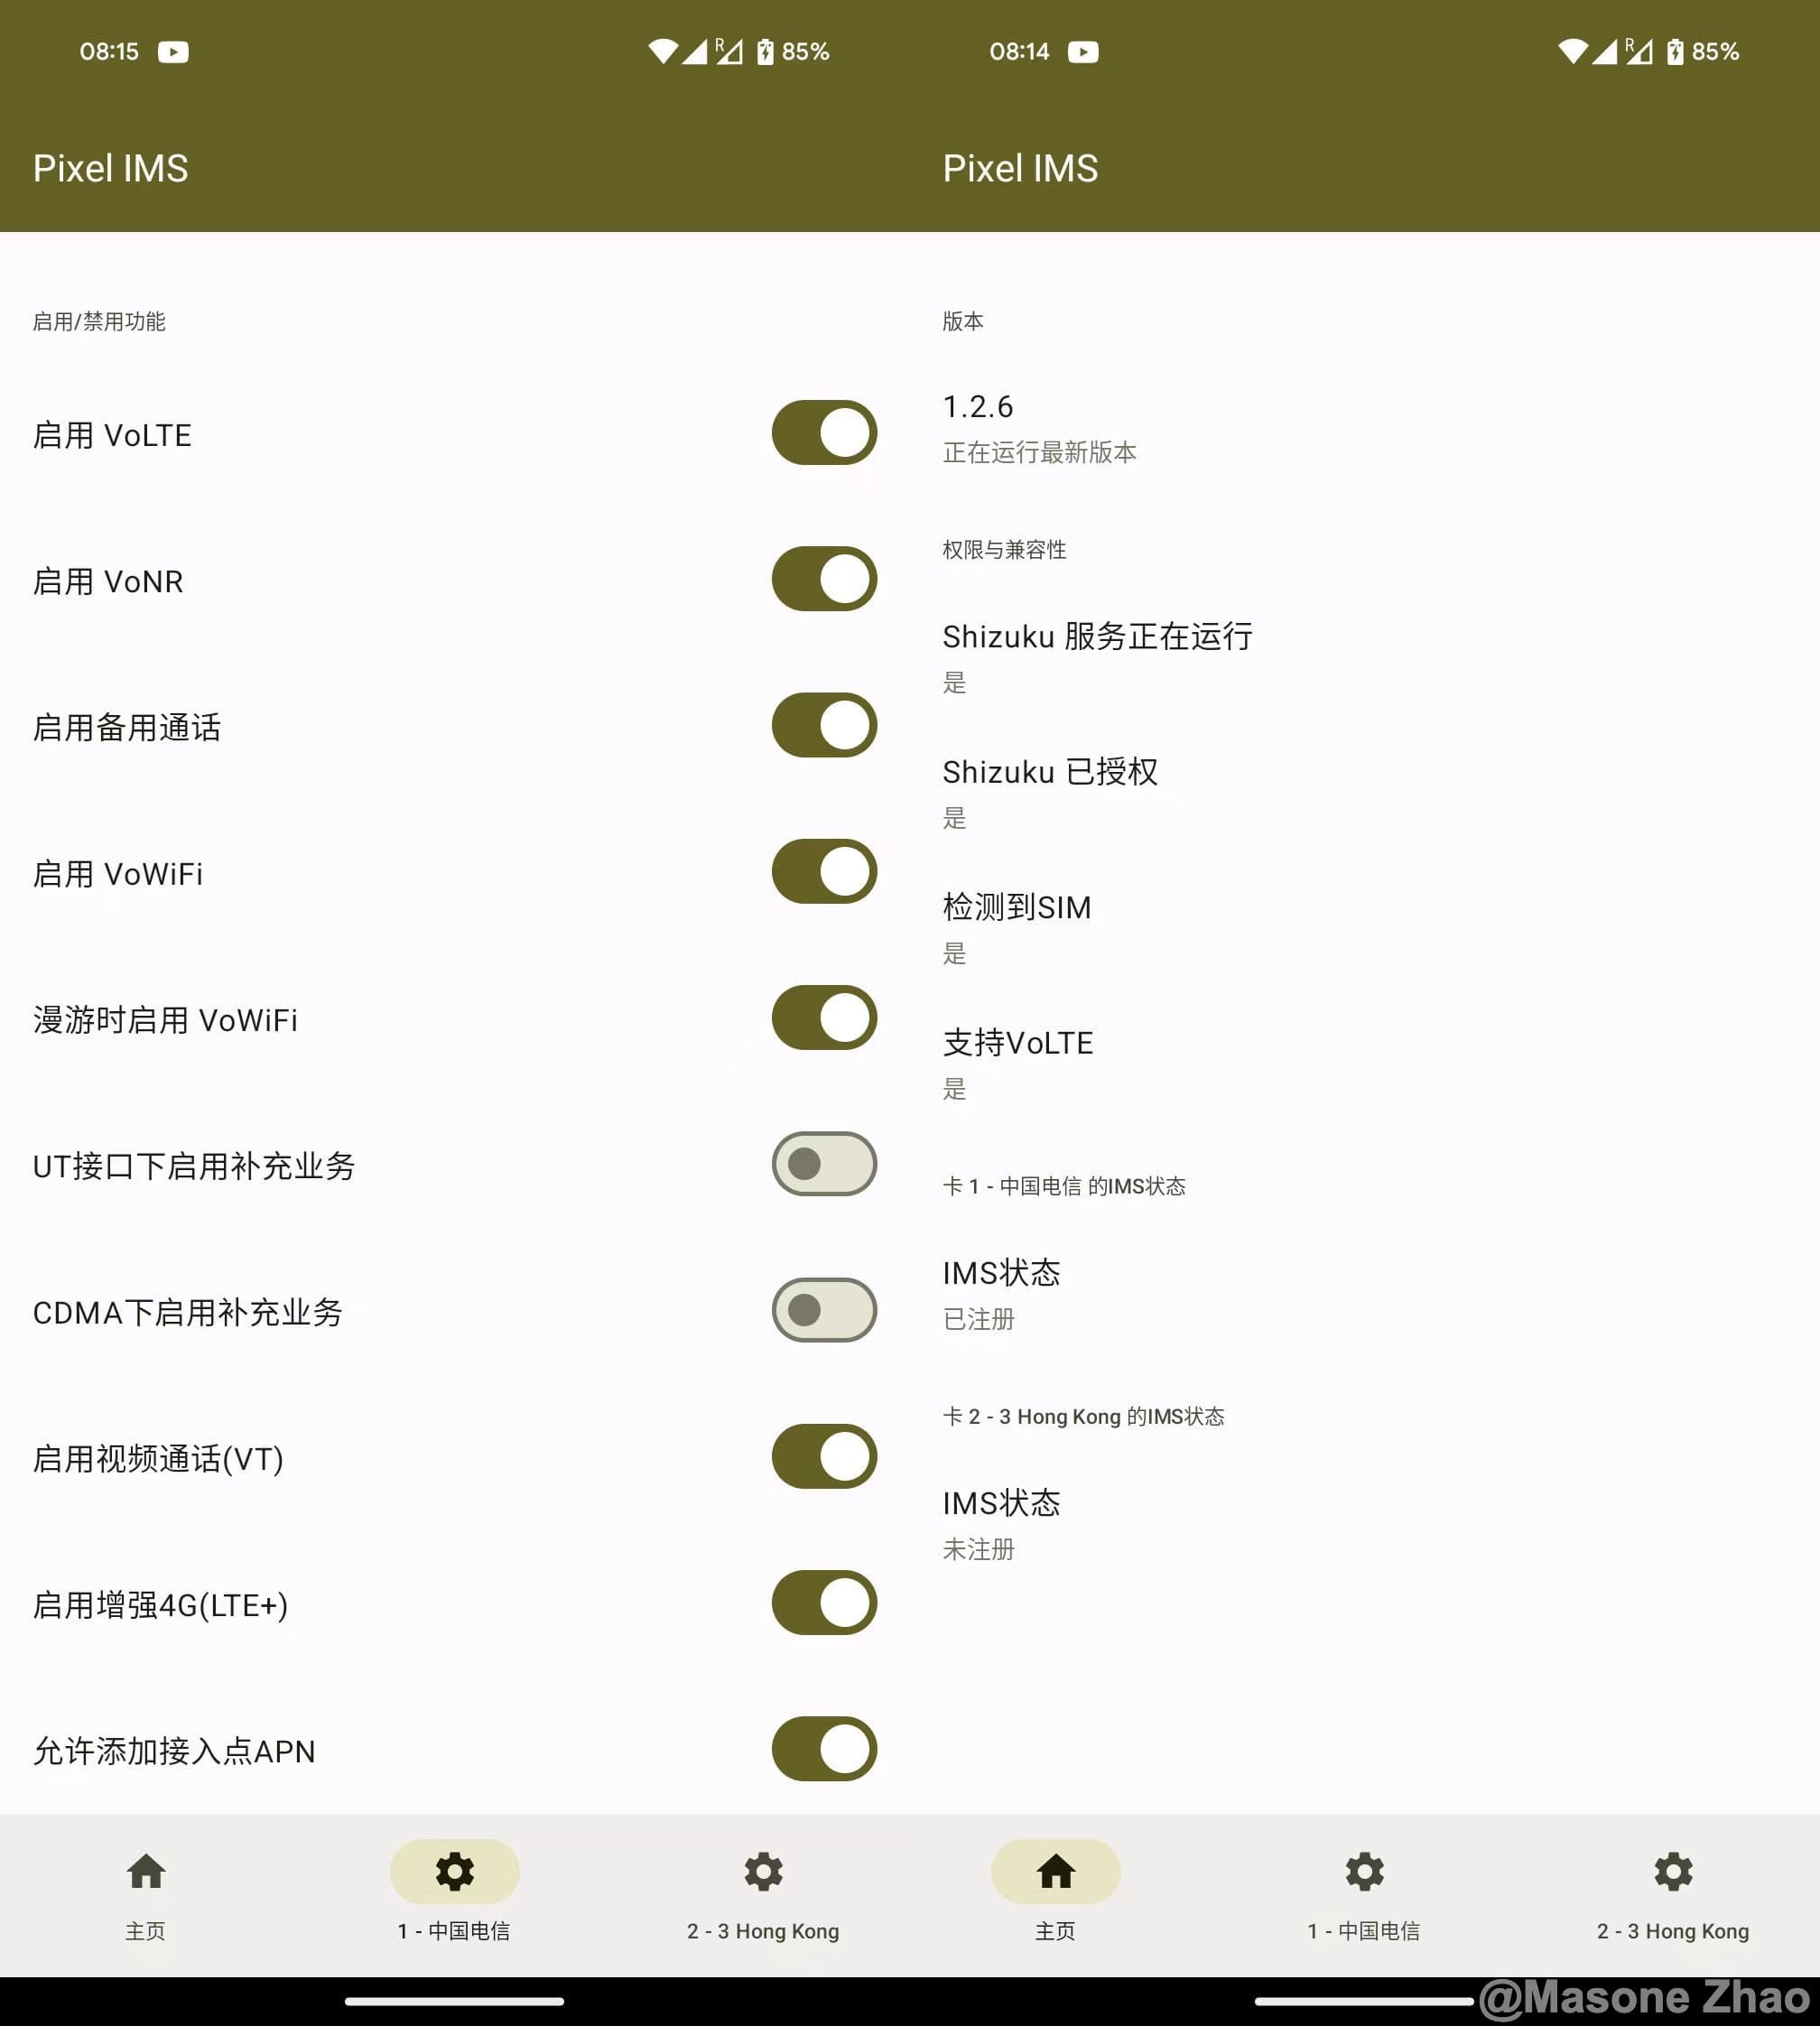 08:15
R
85%
Pixel IMS
启用/禁用功能
启用 VoLTE
启用 VoNR
启用备用通话
启用 VoWiFi
漫游时启用 VoWiFi
UT接口下启用补充业务
CDMA下启用补充业务
启用视频通话(VT)
启用增强4G(LTE+)
允许添加接入点APN
主页
1 - 中国电信
2 - 3 Hong Kong
08:14
R
85%
Pixel IMS
版本
1.2.6
正在运行最新版本
权限与兼容性
Shizuku 服务正在运行
是
Shizuku 已授权
是
检测到SIM
是
支持VoLTE
是
卡 1 - 中国电信 的IMS状态
IMS状态
已注册
卡 2 - 3 Hong Kong 的IMS状态
IMS状态
未注册
主页
1 - 中国电信
2 - 3 Hong Kong
@Masone Zhao